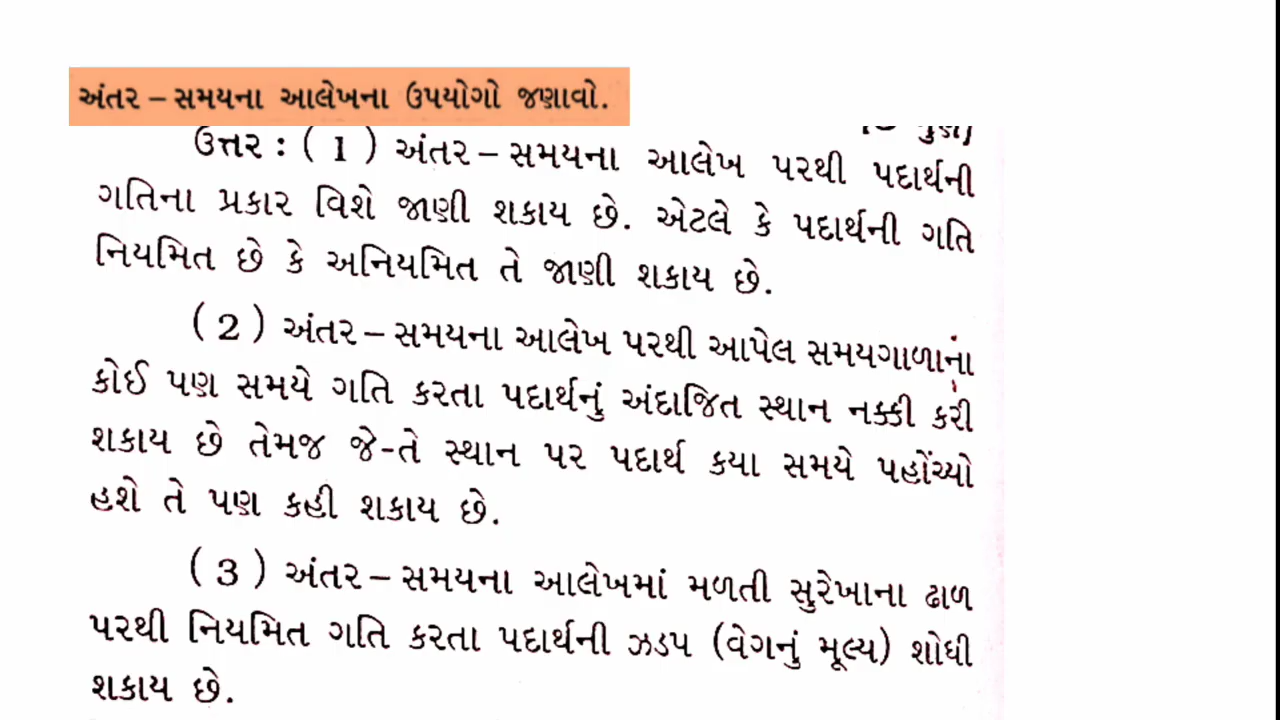 અંતર – સમયના આલેખના ઉપયોગો જણાવો.
ઉત્તર : ( 1 ) અંતર – સમયના આલેખ પરથી પદાર્થની
ગતિના પ્રકાર વિશે જાણી શકાય છે. એટલે કે પદાર્થની ગતિ
નિયમિત છે કે અનિયમિત તે જાણી શકાય છે.
( 2 ) અંતર – સમયના આલેખ પરથી આપેલ સમયગાળાના
કોઈ પણ સમયે ગતિ કરતા પદાર્થનું અંદાજિત સ્થાન નક્કી કરી
શકાય છે તેમજ જે-તે સ્થાન પર પદાર્થ કયા સમયે પહોંચ્યો
હશે તે પણ કહી શકાય છે.
( 3 ) અંતર – સમયના આલેખમાં મળતી સુરેખાના ઢાળ
પરથી નિયમિત ગતિ કરતા પદાર્થની ઝડપ (વેગનું મૂલ્ય) શોધી
શકાય છે.